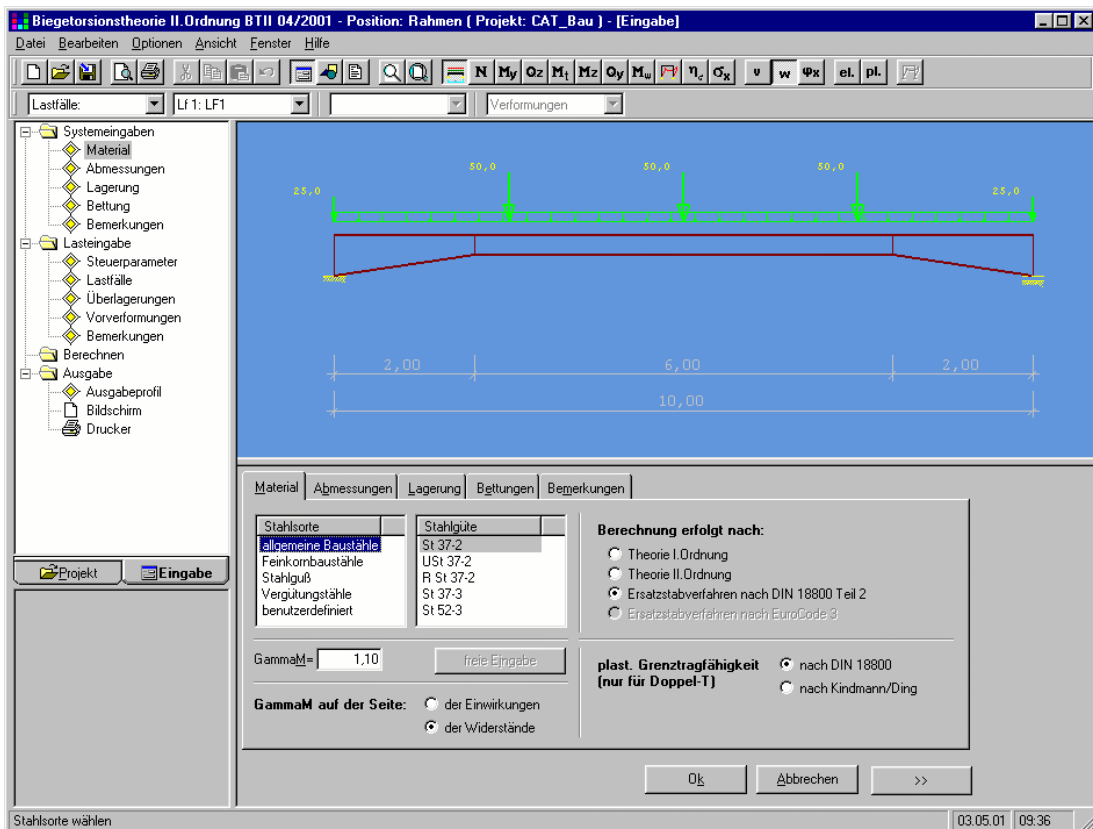 Biegetorsionstheorie II.Ordnung BTII 04/2001 - Position: Rahmen ( Projekt: CAT_Bau ) - [Eingabe]
Datei Bearbeiten Optionen Ansicht Fenster Hilfe
N My Qz Mt Mz Qy Mw ηc σx υ w φx el. pl.
Lastfälle: Lf 1: LF1 Verformungen
Systemeingaben
Material
Abmessungen
Lagerung
Bettung
Bemerkungen
Lasteingabe
Steuerparameter
Lastfälle
Überlagerungen
Vorverformungen
Bemerkungen
Berechnen
Ausgabe
Ausgabeprofil
Bildschirm
Drucker
Projekt Eingabe
50,0 50,0 50,0
25,0 25,0
2,00 6,00 2,00
10,00
Material Abmessungen Lagerung Bettungen Bemerkungen
Stahlsorte
allgemeine Baustähle
Feinkornbaustähle
Stahlguß
Vergütungstähle
benutzerdefiniert
Stahlgüte
St 37-2
USt 37-2
R St 37-2
St 37-3
St 52-3
GammaM= 1,10 freie Eingabe
GammaM auf der Seite: der Einwirkungen
der Widerstände
Berechnung erfolgt nach:
Theorie I.Ordnung
Theorie II.Ordnung
Ersatzstabverfahren nach DIN 18800 Teil 2
Ersatzstabverfahren nach EuroCode 3
plast. Grenztragfähigkeit
(nur für Doppel-T)
nach DIN 18800
nach Kindmann/Ding
Ok Abbrechen >>
Stahlsorte wählen 03.05.01 09:36